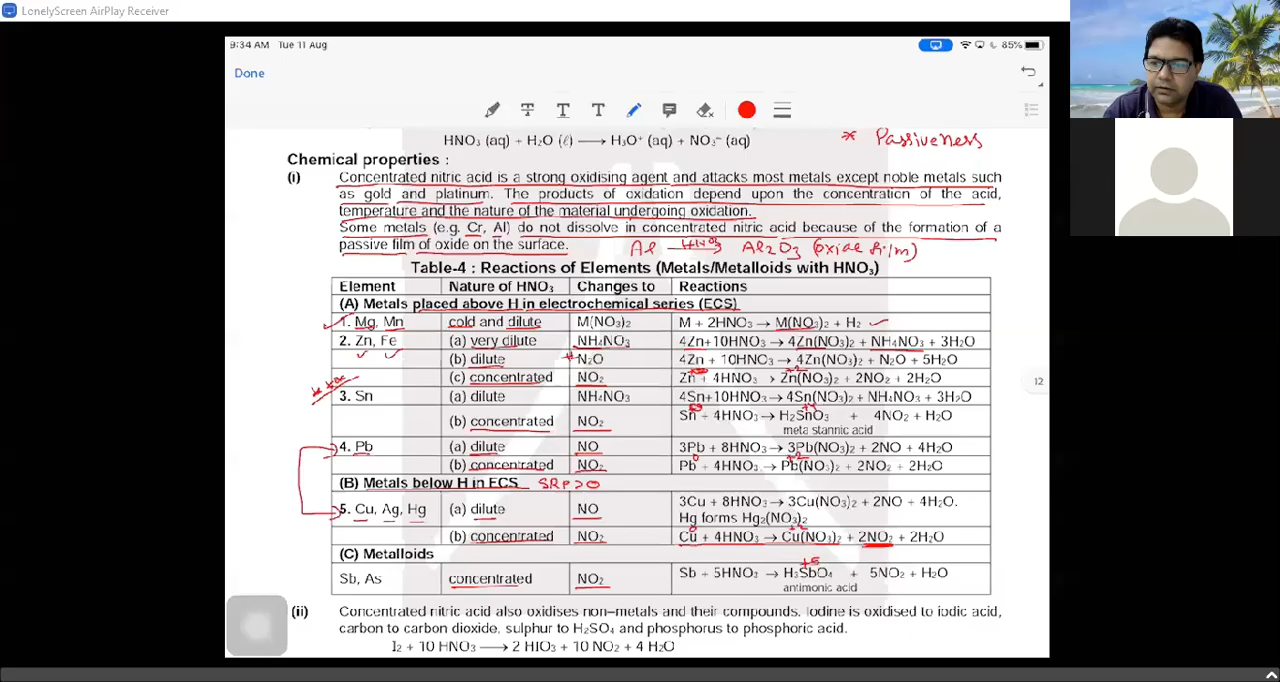 LonelyScreen AirPlay Receiver
9:34 AM Tue 11 Aug 85%
Done
HNO₃ (aq) + H₂O (ℓ) ⟶ H₃O⁺ (aq) + NO₃⁻ (aq) * Passiveness
Chemical properties :
(i) Concentrated nitric acid is a strong oxidising agent and attacks most metals except noble metals such
as gold and platinum. The products of oxidation depend upon the concentration of the acid,
temperature and the nature of the material undergoing oxidation.
Some metals (e.g. Cr, Al) do not dissolve in concentrated nitric acid because of the formation of a
passive film of oxide on the surface. Al —HNO₃→ Al₂O₃ (oxide film)
Table-4 : Reactions of Elements (Metals/Metalloids with HNO₃)
Element Nature of HNO₃ Changes to Reactions
(A) Metals placed above H in electrochemical series (ECS)
1. Mg, Mn cold and dilute M(NO₃)₂ M + 2HNO₃ → M(NO₃)₂ + H₂
2. Zn, Fe (a) very dilute NH₄NO₃ 4Zn+10HNO₃ → 4Zn(NO₃)₂ + NH₄NO₃ + 3H₂O
(b) dilute N₂O 4Zn + 10HNO₃ → 4Zn(NO₃)₂ + N₂O + 5H₂O
(c) concentrated NO₂ Zn + 4HNO₃ → Zn(NO₃)₂ + 2NO₂ + 2H₂O
+2
3. Sn (a) dilute NH₄NO₃ 4Sn+10HNO₃ → 4Sn(NO₃)₂ + NH₄NO₃ + 3H₂O
+4
(b) concentrated NO₂ Sn + 4HNO₃ → H₂SnO₃ + 4NO₂ + H₂O
meta stannic acid
4. Pb (a) dilute NO 3Pb + 8HNO₃ → 3Pb(NO₃)₂ + 2NO + 4H₂O
0 +2
(b) concentrated NO₂ Pb + 4HNO₃ → Pb(NO₃)₂ + 2NO₂ + 2H₂O
(B) Metals below H in ECS SRP > 0
5. Cu, Ag, Hg (a) dilute NO 3Cu + 8HNO₃ → 3Cu(NO₃)₂ + 2NO + 4H₂O.
Hg forms Hg₂(NO₃)₂
0 +2
(b) concentrated NO₂ Cu + 4HNO₃ → Cu(NO₃)₂ + 2NO₂ + 2H₂O
(C) Metalloids
+5
Sb, As concentrated NO₂ Sb + 5HNO₃ → H₃SbO₄ + 5NO₂ + H₂O
antimonic acid
(ii) Concentrated nitric acid also oxidises non–metals and their compounds. Iodine is oxidised to iodic acid,
carbon to carbon dioxide, sulphur to H₂SO₄ and phosphorus to phosphoric acid.
I₂ + 10 HNO₃ ⟶ 2 HIO₃ + 10 NO₂ + 4 H₂O
12